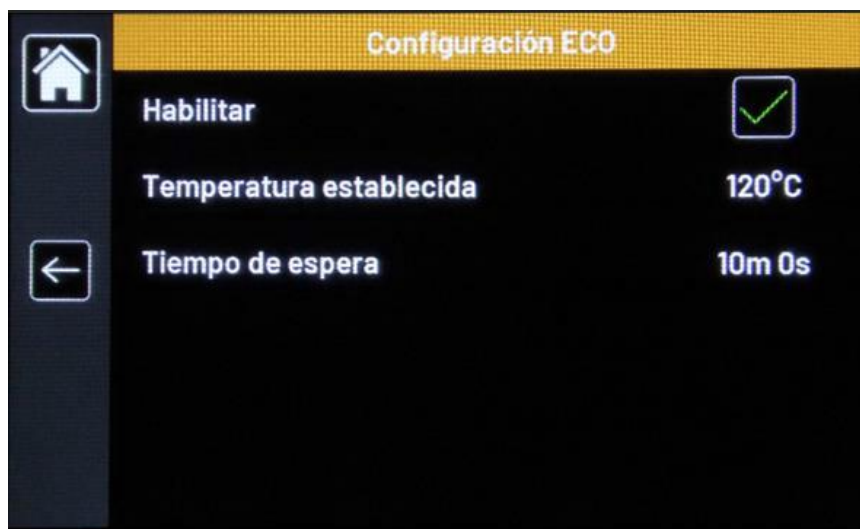 Configuración ECO
Habilitar
Temperatura establecida
120°C
Tiempo de espera
10m 0s